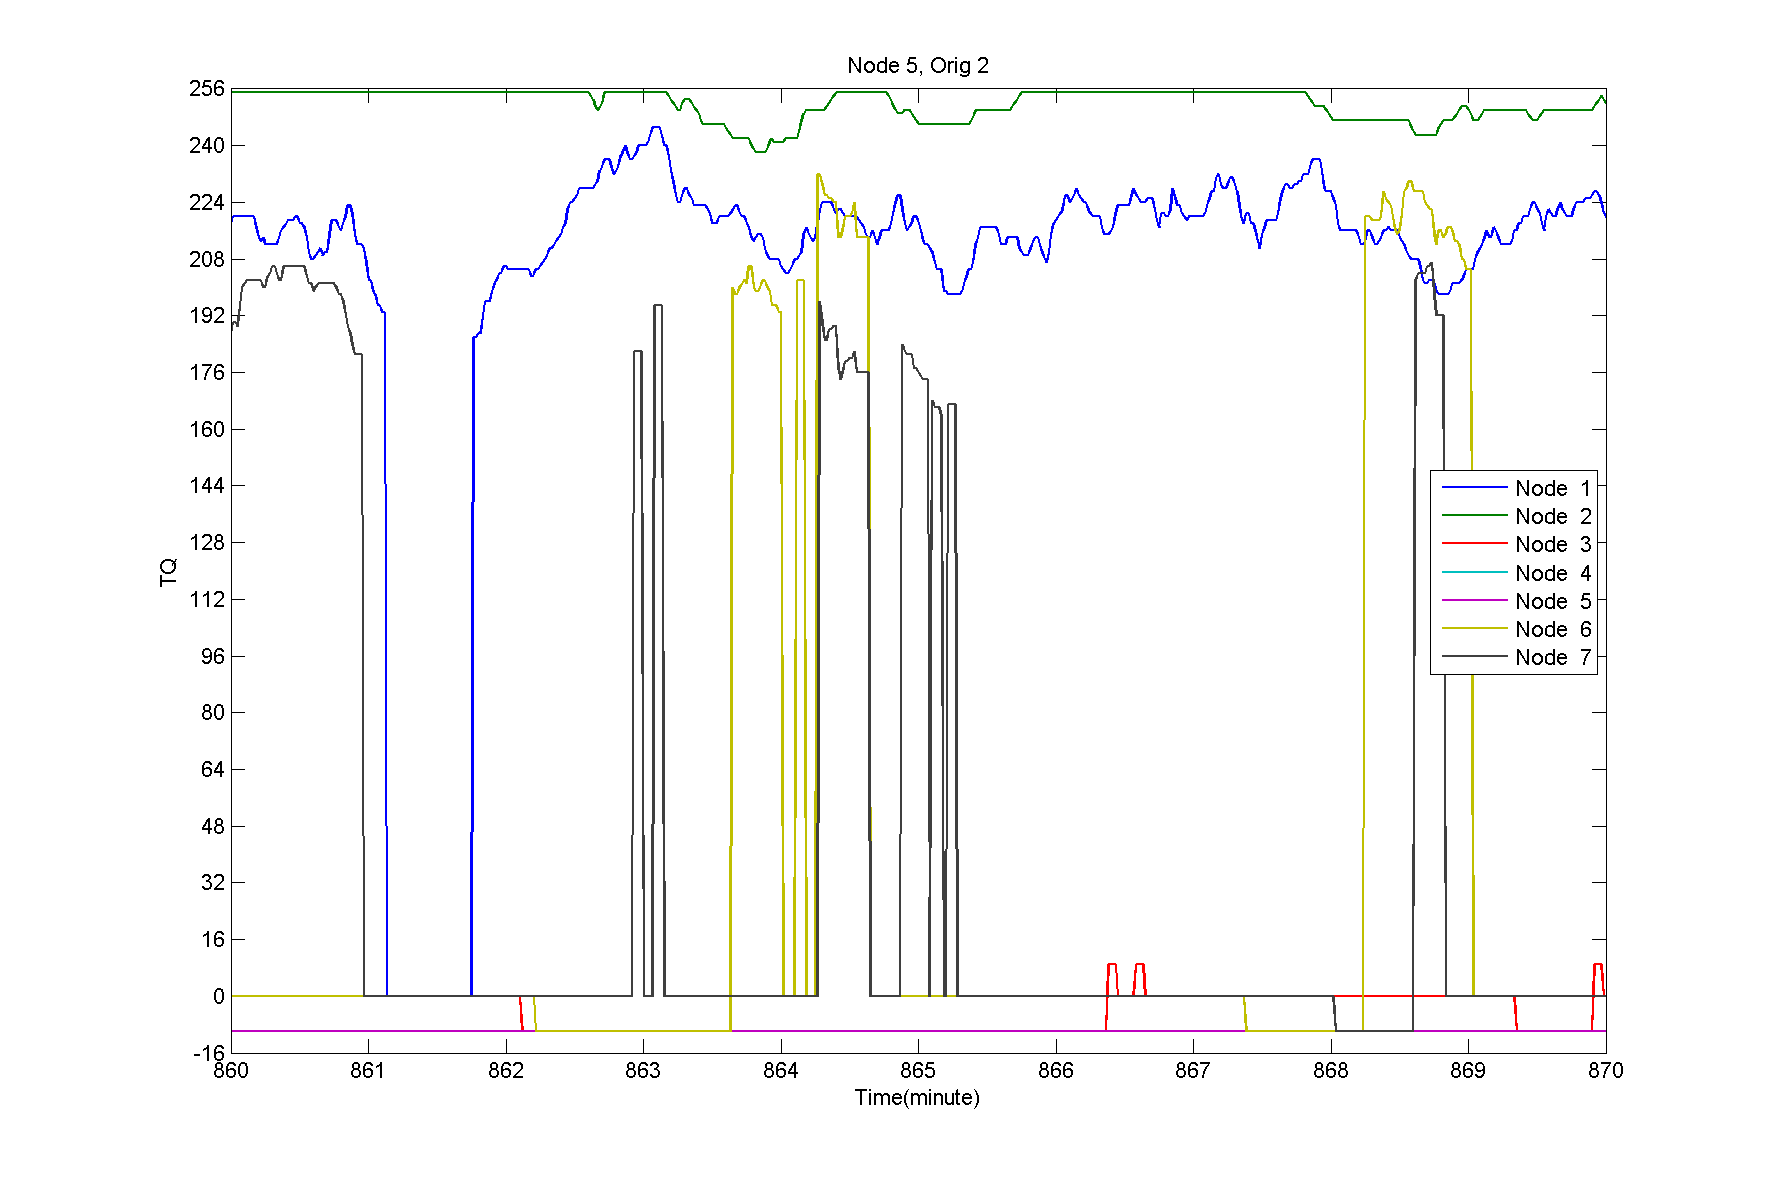 Node 5, Orig 2
256
240
224
208
192
176
160
144
128
112
96
80
64
48
32
16
0
-16
TQ
Node 1
Node 2
Node 3
Node 4
Node 5
Node 6
Node 7
860 861 862 863 864 865 866 867 868 869 870
Time(minute)